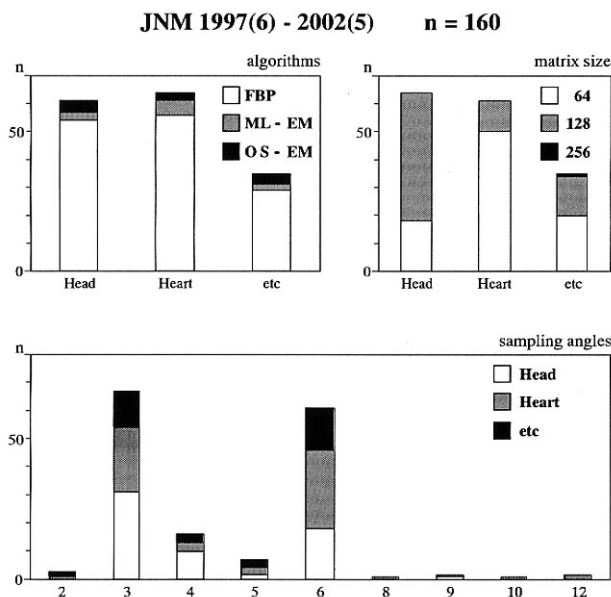 JNM 1997(6) - 2002(5) n = 160
algorithms
n
FBP
ML - EM
OS - EM
50
0
Head Heart etc
matrix size
n
64
128
256
50
0
Head Heart etc
sampling angles
n
Head
Heart
etc
50
0
2 3 4 5 6 8 9 10 12